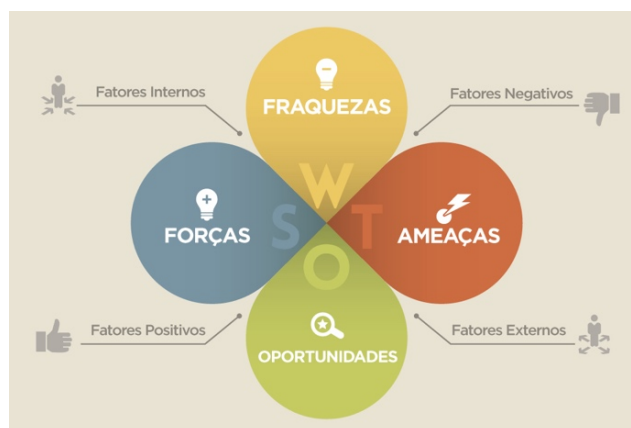 Fatores Internos
FRAQUEZAS
Fatores Negativos
W
FORÇAS
S
T
AMEAÇAS
O
Fatores Positivos
OPORTUNIDADES
Fatores Externos